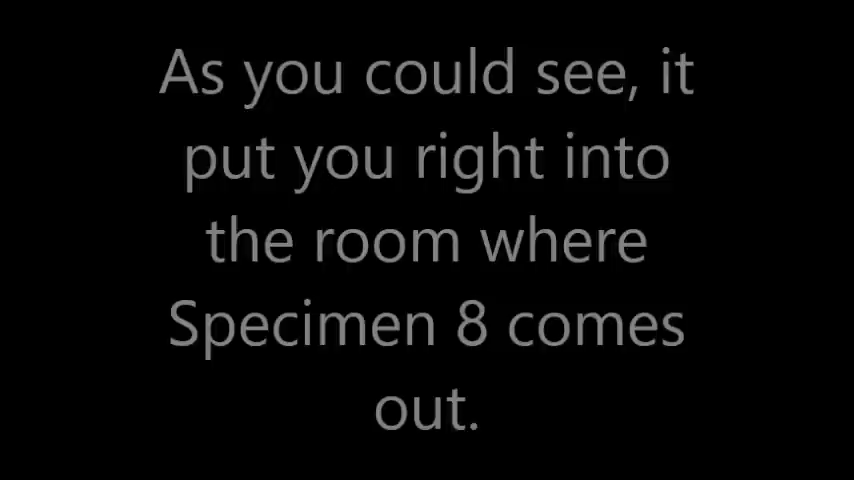 As you could see, it
put you right into
the room where
Specimen 8 comes
out.